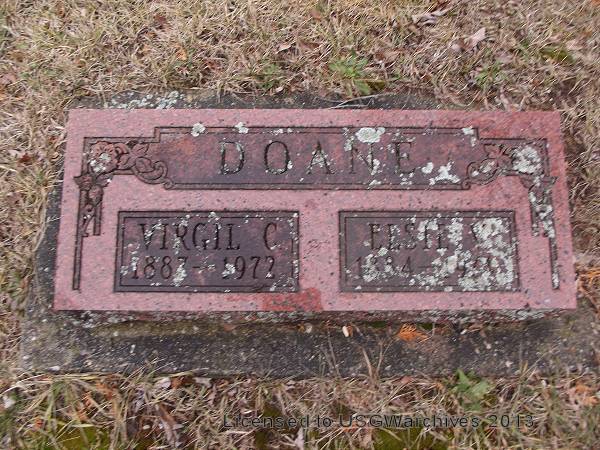 DOANE
VIRGIL C.
1887 - 1972
ELSIE
Licensed to USGWarchives 2013